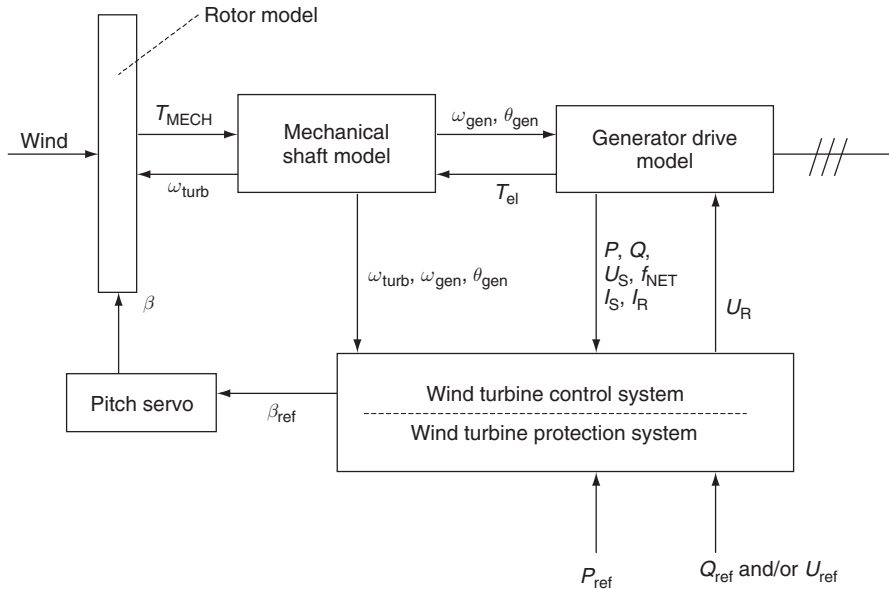 Rotor model
Wind
T_MECH
ω_turb
Mechanical
shaft model
ω_gen, θ_gen
T_el
Generator drive
model
ω_turb, ω_gen, θ_gen
P, Q,
U_S, f_NET
I_S, I_R
U_R
β
Pitch servo
β_ref
Wind turbine control system
Wind turbine protection system
P_ref
Q_ref and/or U_ref